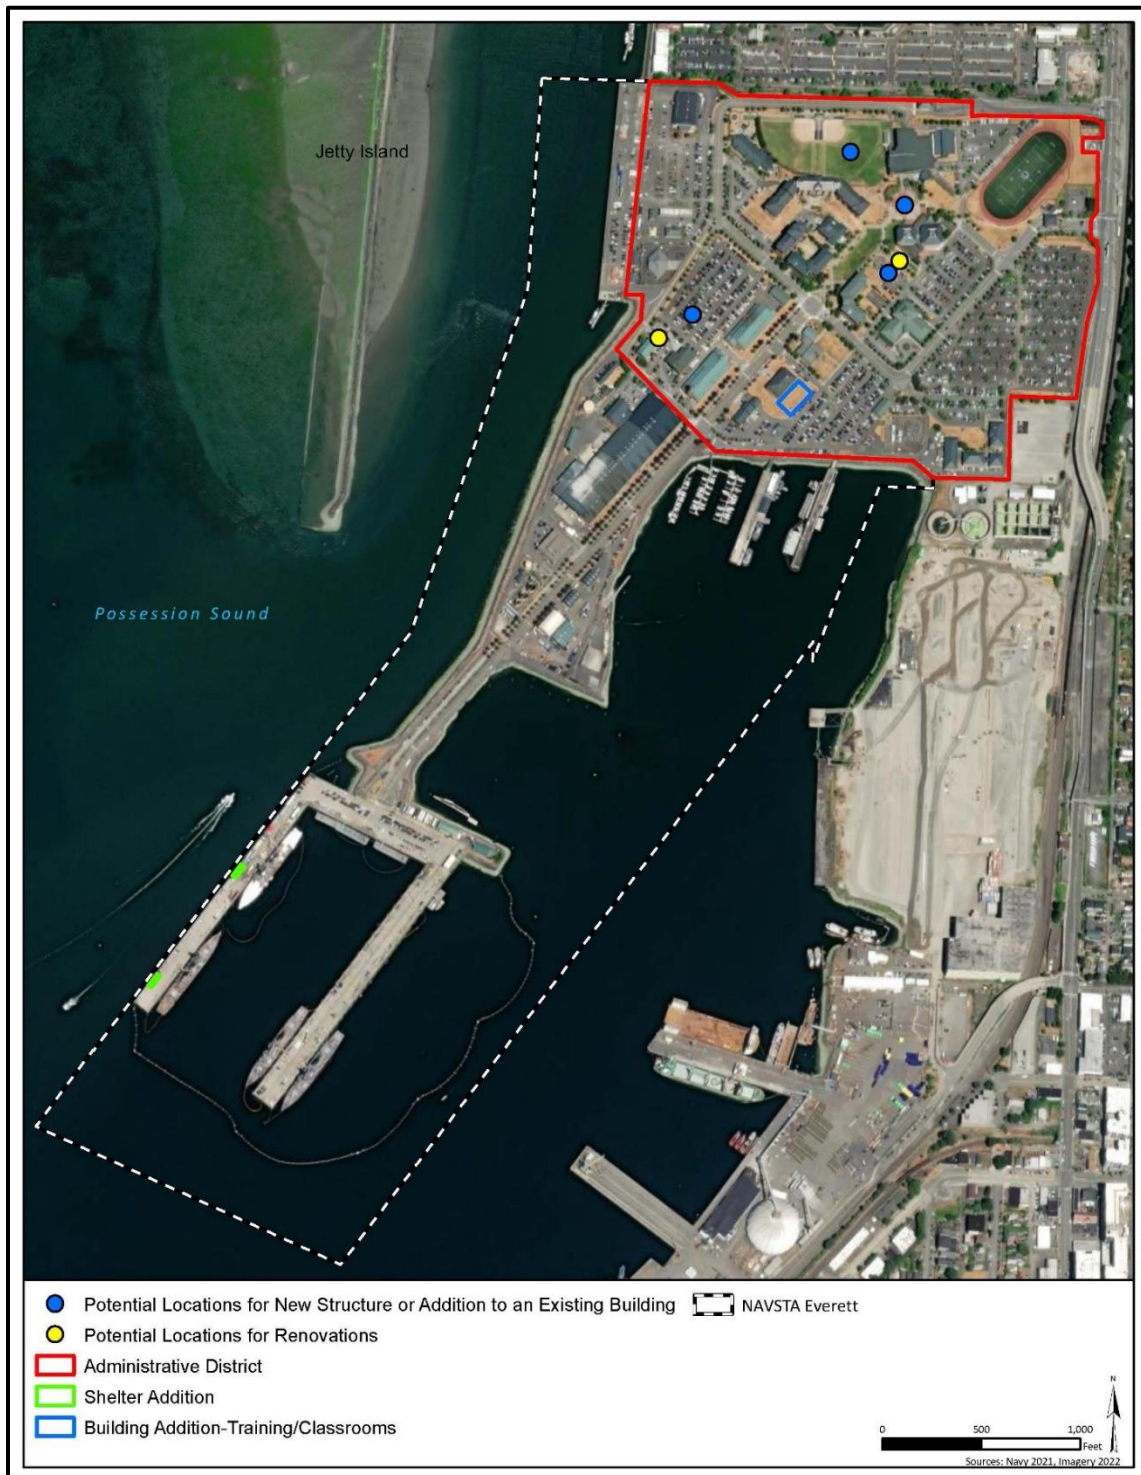 Jetty Island
Possession Sound
Potential Locations for New Structure or Addition to an Existing Building
NAVSTA Everett
Potential Locations for Renovations
Administrative District
Shelter Addition
Building Addition-Training/Classrooms
N
0 500 1,000
Feet
Sources: Navy 2021, Imagery 2022